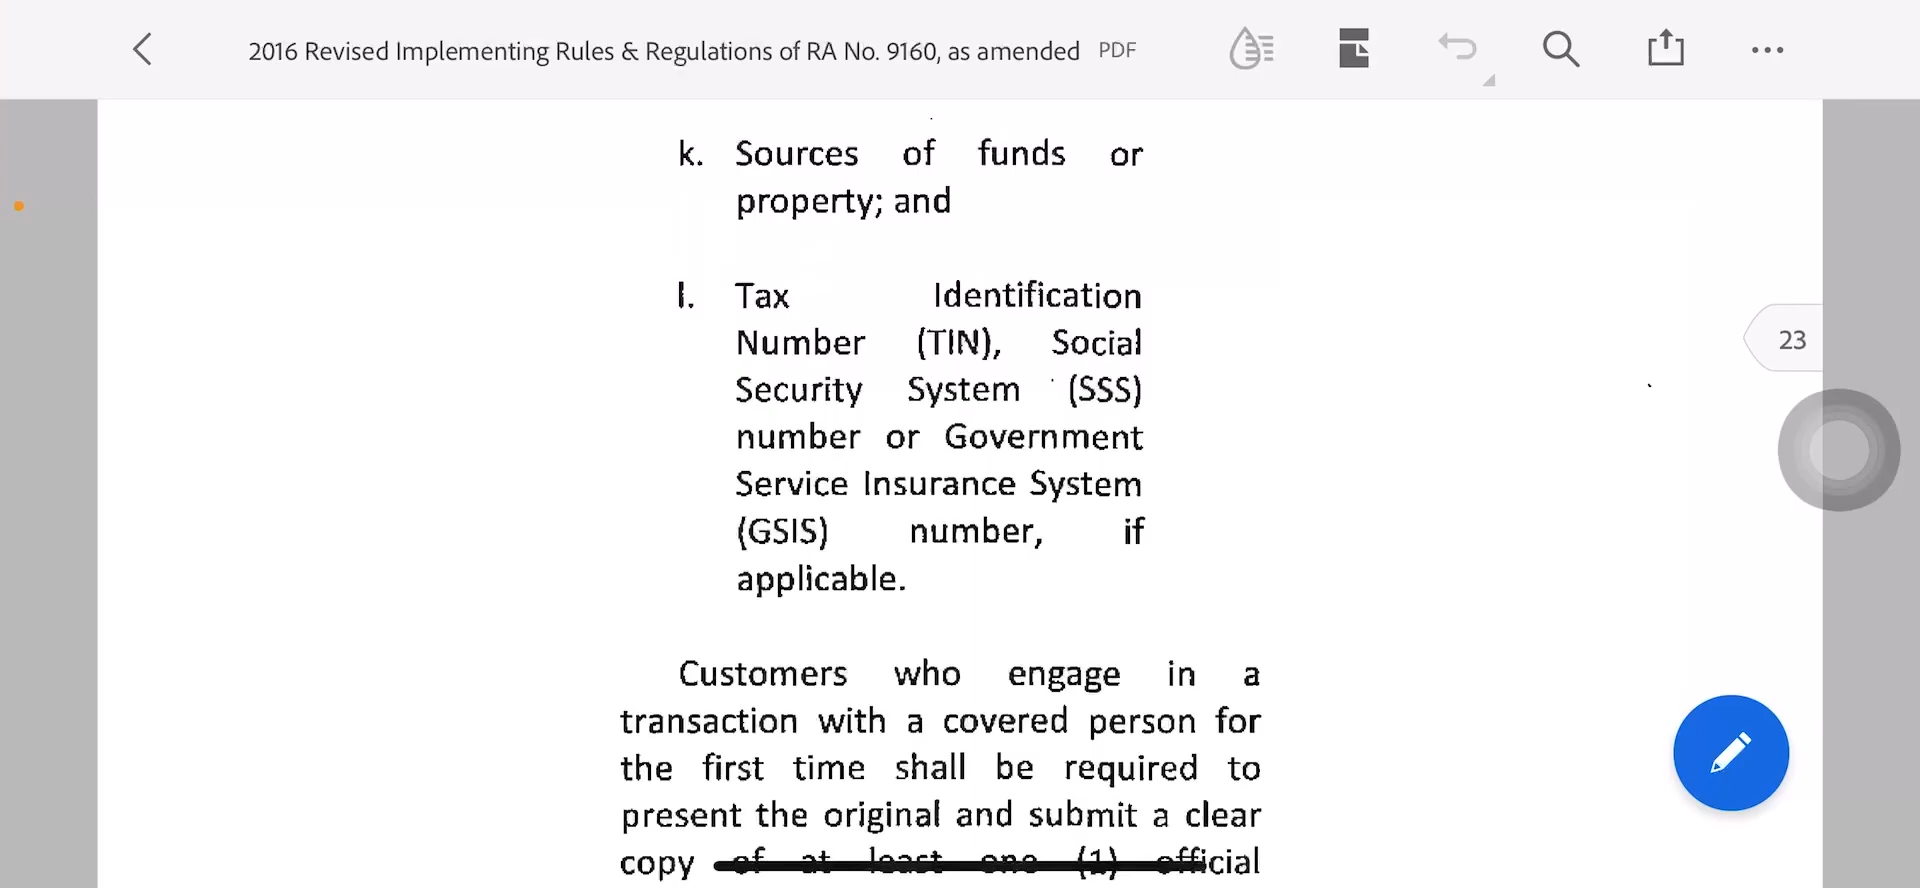 2016 Revised Implementing Rules & Regulations of RA No. 9160, as amended PDF
k. Sources of funds or
property; and
l. Tax Identification
Number (TIN), Social
Security System (SSS)
number or Government
Service Insurance System
(GSIS) number, if
applicable.
23
Customers who engage in a
transaction with a covered person for
the first time shall be required to
present the original and submit a clear
copy of at least one (1) official